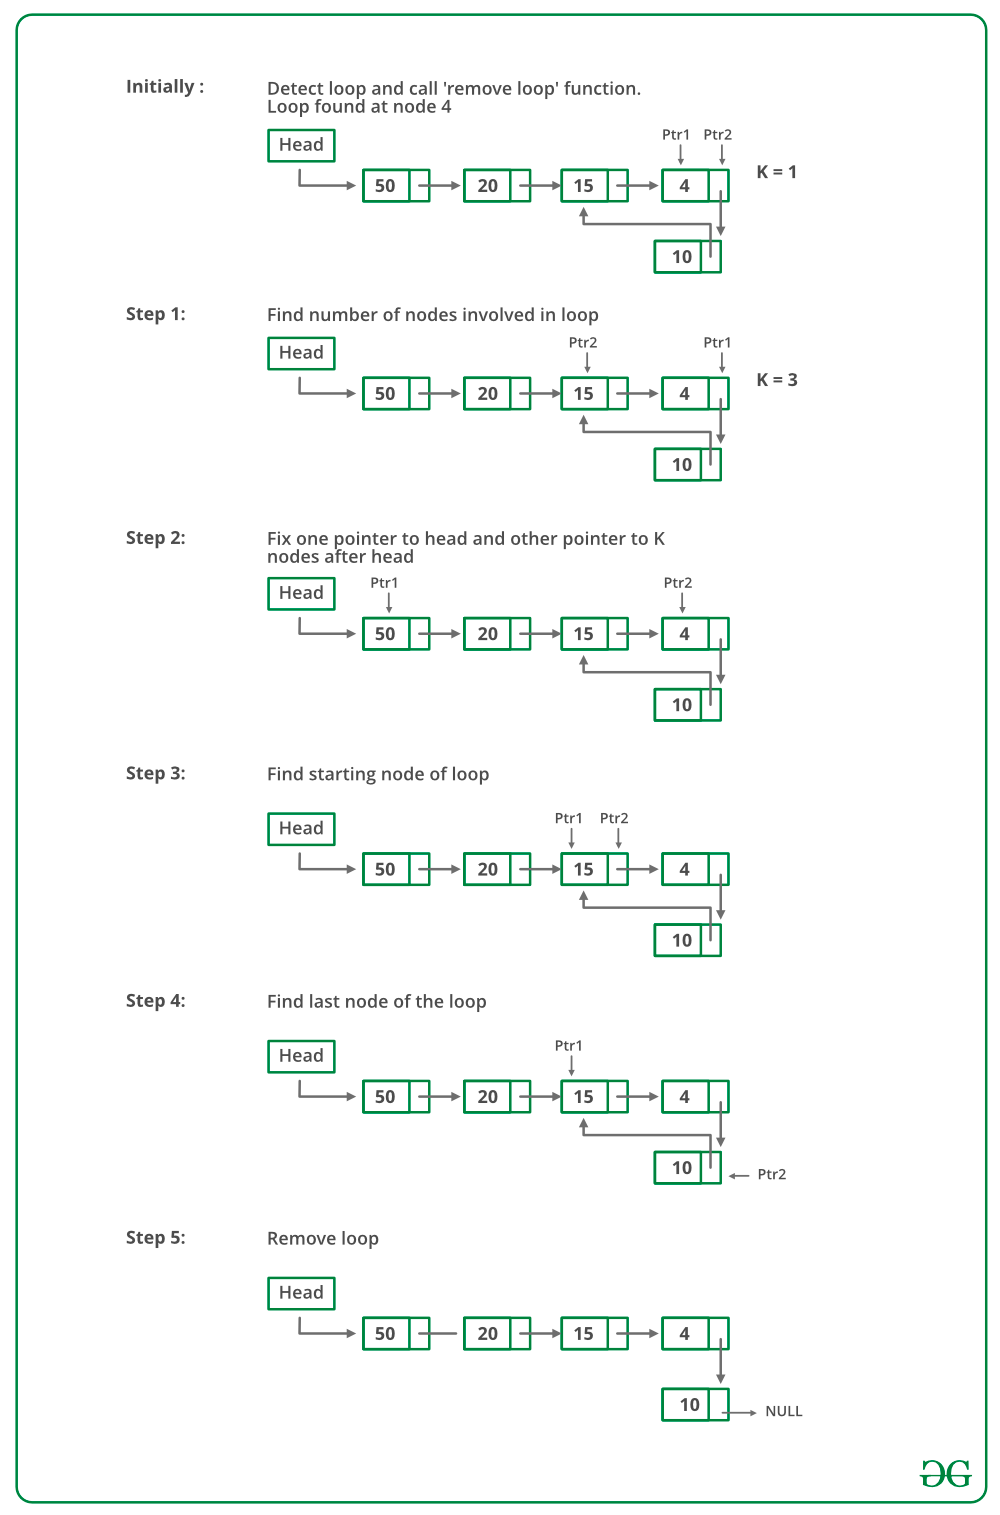 Initially :
Detect loop and call 'remove loop' function.
Loop found at node 4
Ptr1 Ptr2
Head
K = 1
50 20 15 4
10
Step 1:
Find number of nodes involved in loop
Ptr2 Ptr1
Head
K = 3
50 20 15 4
10
Step 2:
Fix one pointer to head and other pointer to K
nodes after head
Ptr1 Ptr2
Head
50 20 15 4
10
Step 3:
Find starting node of loop
Ptr1 Ptr2
Head
50 20 15 4
10
Step 4:
Find last node of the loop
Ptr1
Head
50 20 15 4
10
Ptr2
Step 5:
Remove loop
Head
50 20 15 4
10
NULL